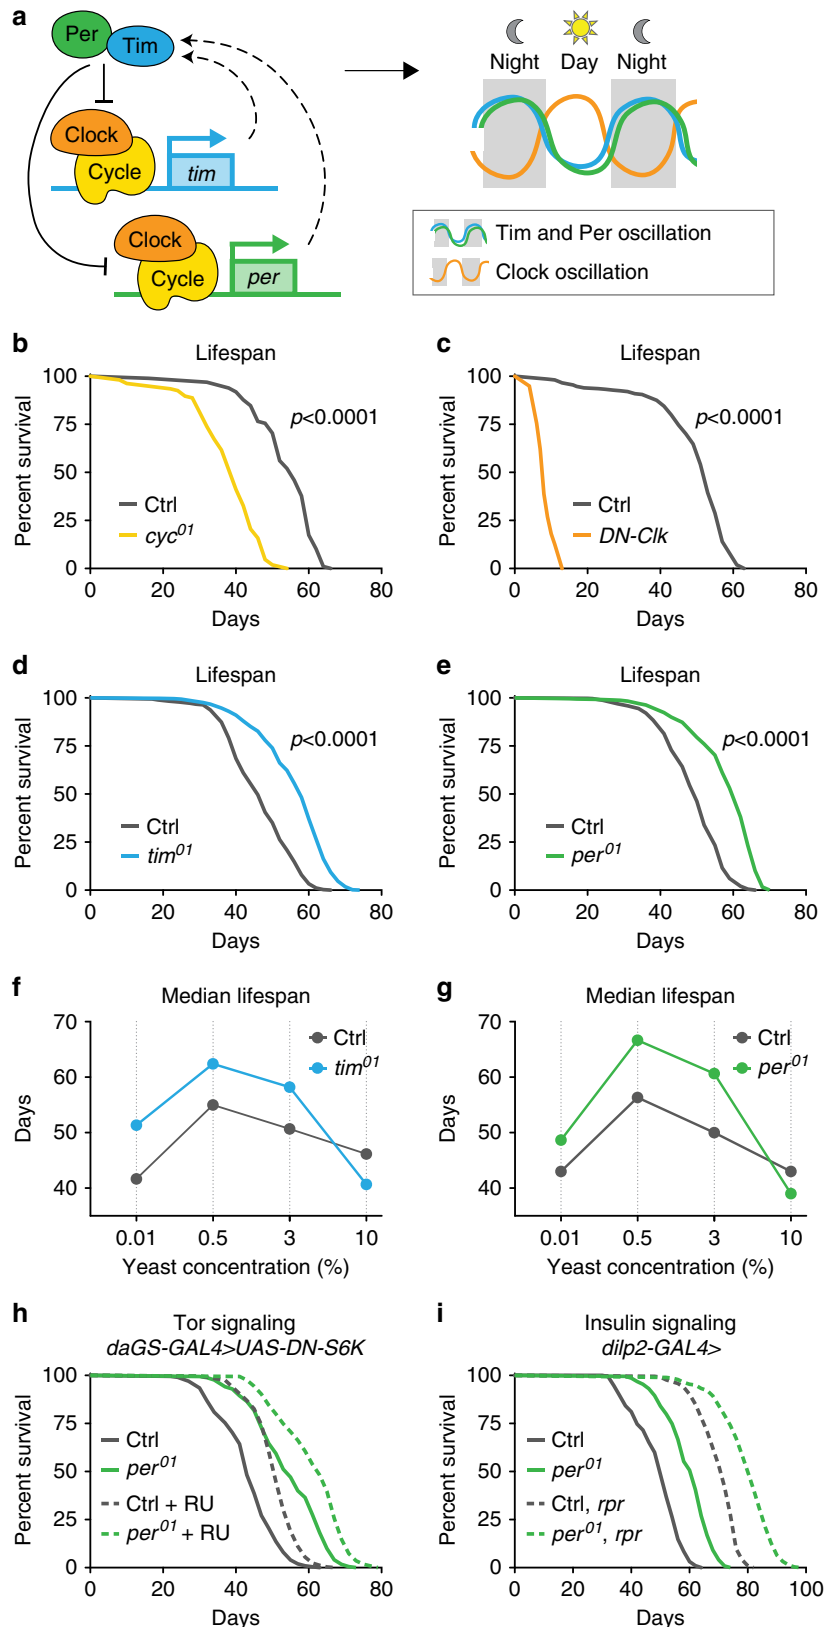 a
Per
Tim
Clock
Cycle
tim
Clock
Cycle
per
Night Day Night
Tim and Per oscillation
Clock oscillation
b
Lifespan
Percent survival
100
75
50
25
0
p<0.0001
Ctrl
cyc01
0 20 40 60 80
Days
c
Lifespan
Percent survival
100
75
50
25
0
p<0.0001
Ctrl
DN-Clk
0 20 40 60 80
Days
d
Lifespan
Percent survival
100
75
50
25
0
p<0.0001
Ctrl
tim01
0 20 40 60 80
Days
e
Lifespan
Percent survival
100
75
50
25
0
p<0.0001
Ctrl
per01
0 20 40 60 80
Days
f
Median lifespan
Days
70
60
50
40
Ctrl
tim01
0.01 0.5 3 10
Yeast concentration (%)
g
Median lifespan
Days
70
60
50
40
Ctrl
per01
0.01 0.5 3 10
Yeast concentration (%)
h
Tor signaling
daGS-GAL4>UAS-DN-S6K
Percent survival
100
75
50
25
0
Ctrl
per01
Ctrl + RU
per01 + RU
0 20 40 60 80
Days
i
Insulin signaling
dilp2-GAL4>
Percent survival
100
75
50
25
0
Ctrl
per01
Ctrl, rpr
per01, rpr
0 20 40 60 80 100
Days